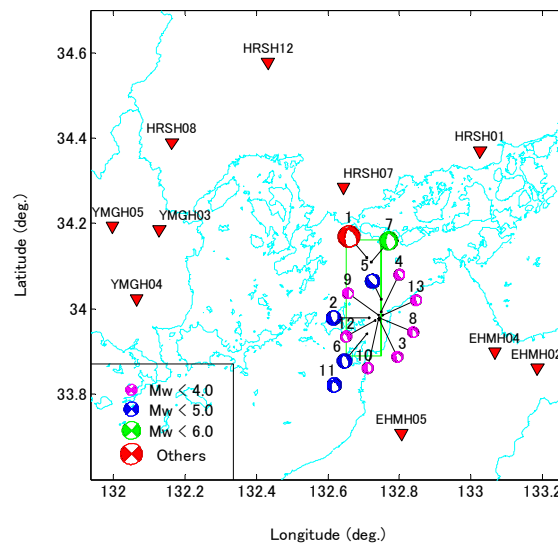 34.6
34.4
34.2
34
33.8
Latitude (deg.)
HRSH12
HRSH08
HRSH01
HRSH07
YMGH05
YMGH03
YMGH04
EHMH04
EHMH02
EHMH05
1
7
5
4
9
13
2
12
8
6
3
10
11
Mw < 4.0
Mw < 5.0
Mw < 6.0
Others
132
132.2
132.4
132.6
132.8
133
133.2
Longitude (deg.)